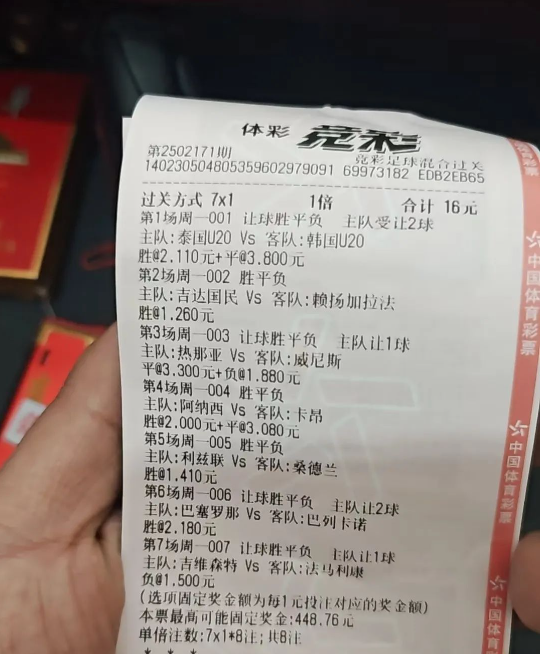 体彩 竞彩
第2502171期 竞彩足球混合过关
140230504805359602979091 69973182 EDB2EB65
过关方式 7x1 1倍 合计 16元
第1场周一001 让球胜平负 主队受让2球
主队:泰国U20 Vs 客队:韩国U20
胜@2.110元+平@3.800元
第2场周一002 胜平负
主队:吉达国民 Vs 客队:赖扬加拉法
胜@1.260元
第3场周一003 让球胜平负 主队让1球
主队:热那亚 Vs 客队:威尼斯
平@3.300元+负@1.880元
第4场周一004 胜平负
主队:阿纳西 Vs 客队:卡昂
胜@2.000元+平@3.080元
第5场周一005 胜平负
主队:利兹联 Vs 客队:桑德兰
胜@1.410元
第6场周一006 让球胜平负 主队让2球
主队:巴塞罗那 Vs 客队:巴列卡诺
胜@2.180元
第7场周一007 让球胜平负 主队让1球
主队:吉维森特 Vs 客队:法马利康
负@1.500元
(选项固定奖金额为每1元投注对应的奖金额)
本票最高可能固定奖金:448.76元
单倍注数:7x1*8注;共8注
* * *
中国体育彩票
中国体育彩票
中国体育